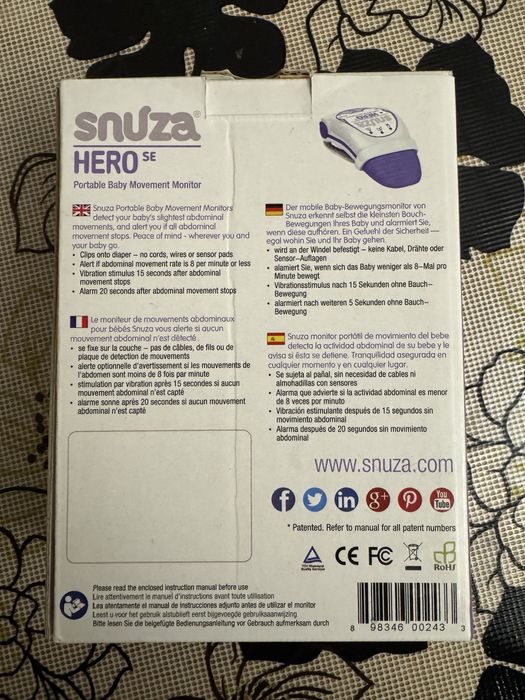 snuza®
HERO SE
Portable Baby Movement Monitor
HERO
Snuza Portable Baby Movement Monitors
detect your baby's slightest abdominal
movements, and alert you if all abdominal
movement stops. Peace of mind - wherever you and
your baby go.
• Clips onto diaper – no cords, wires or sensor pads
• Alert if abdominal movement rate is 8 per minute or less
• Vibration stimulus 15 seconds after abdominal
movement stops
• Alarm 20 seconds after abdominal movement stops
Der mobile Baby-Bewegungsmonitor von
Snuza erkennt selbst die kleinsten Bauch-
Bewegungen Ihres Baby und alarmiert Sie,
wenn diese aufhören. Ein Gefuehl der Sicherheit —
egal wohin Sie und Ihr Baby gehen.
• wird an der Windel befestigt – keine Kabel, Drähte oder
Sensor-Auflagen
• alarmiert Sie, wenn sich das Baby weniger als 8–Mal pro
Minute bewegt
• Vibrationsstimulus nach 15 Sekunden ohne Bauch–
Bewegung
• alarmiert nach weiteren 5 Sekunden ohne Bauch–
Bewegung
Le moniteur de mouvements abdominaux
pour bébés Snuza vous alerte si aucun
mouvement abdominal n'est détecté.
• se fixe sur la couche – pas de câbles, de fils ou de
plaque de détection de mouvements
• alerte optionnelle d'avertissement si les mouvements de
l'abdomen sont moins de 8 fois par minute
• stimulation par vibration après 15 secondes si aucun
mouvement abdominal n'est capté
• alarme sonne après 20 secondes si aucun mouvement
abdominal n'est capté
Snuza monitor portátil de movimiento del bebe
detecta la actividad abdominal de su bebe y le
avisa si ésta se detiene. Tranquilidad asegurada en
cualquier momento y en cualquier lugar.
• Se sujeta al pañal, sin necesidad de cables ni
almohadillas con sensores
• Alarma que advierte si la actividad abdominal es menor
de 8 veces por minuto
• Vibración estimulante después de 15 segundos sin
movimiento abdominal
• Alarma después de 20 segundos sin movimiento
abdominal
www.snuza.com
f
in
g+
You
Tube
* Patented. Refer to manual for all patent numbers
CE FC
RoHS
Please read the enclosed instruction manual before use
Lire attentivement le manuel d'instructions avant toute utilisation
Lea atentamente el manual de instrucciones adjunto antes de utilizar el monitor
Leest u voor het gebruik alstubleift eerst bijgevoegde gebruiksaanwijzing
Bitte lesen Sie die beigefügte Bedienungsanleitung vor Gebrauch aufmerksam durch
8 98346 00243 3